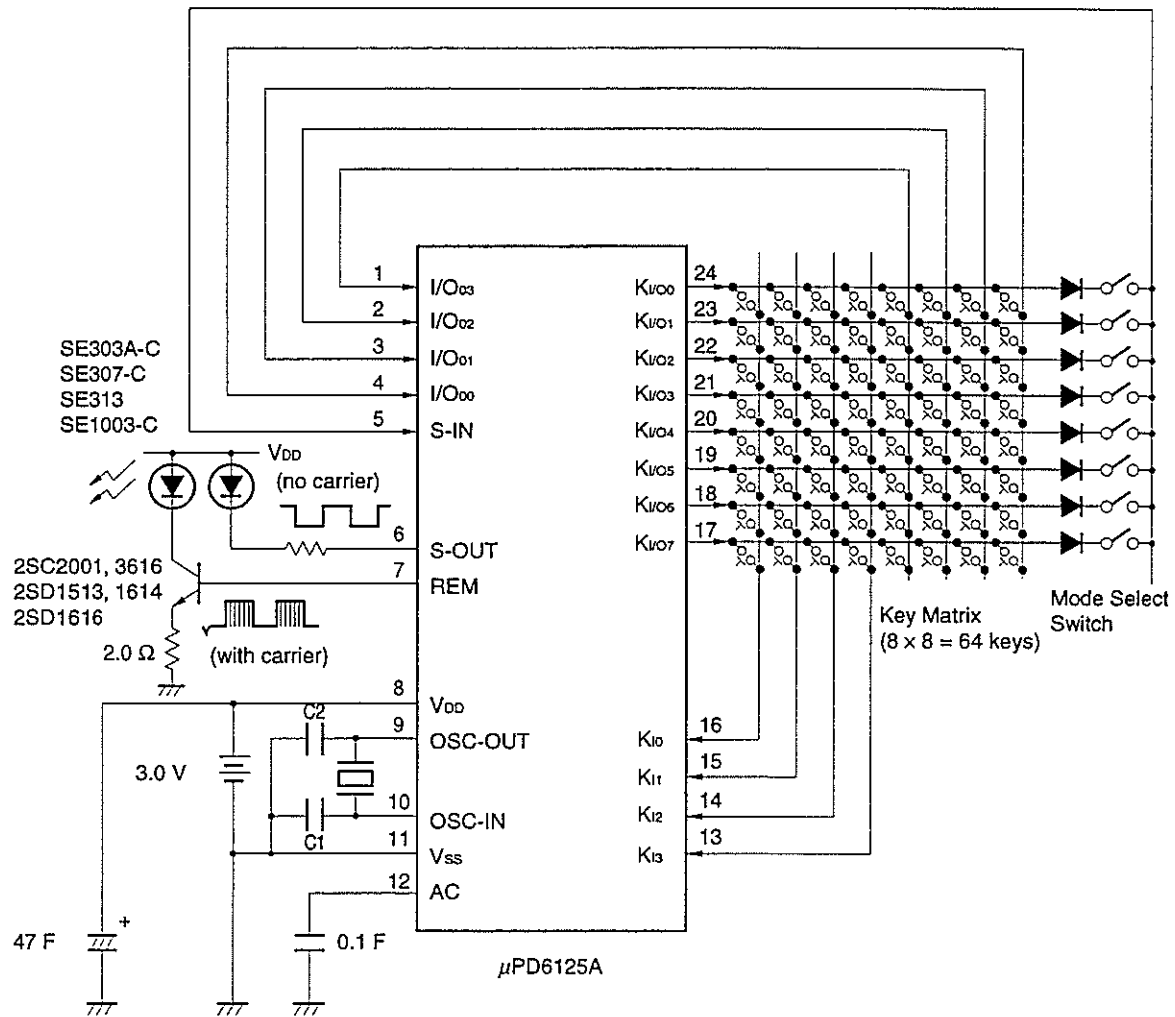 1
I/O03
2
I/O02
3
I/O01
4
I/O00
5
S-IN
6
S-OUT
7
REM
8
VDD
9
OSC-OUT
10
OSC-IN
11
VSS
12
AC
24
KI/O0
23
KI/O1
22
KI/O2
21
KI/O3
20
KI/O4
19
KI/O5
18
KI/O6
17
KI/O7
16
KI0
15
KI1
14
KI2
13
KI3
SE303A-C
SE307-C
SE313
SE1003-C
VDD
(no carrier)
2SC2001, 3616
2SD1513, 1614
2SD1616
2.0 Ω
(with carrier)
C2
3.0 V
C1
+
47 F
0.1 F
Key Matrix
(8 × 8 = 64 keys)
Mode Select
Switch
μPD6125A